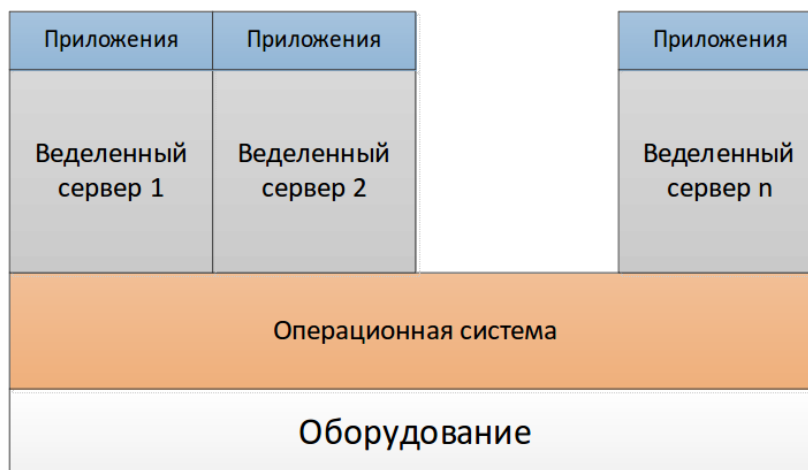 Приложения
Приложения
Приложения
Веделенный
сервер 1
Веделенный
сервер 2
Веделенный
сервер n
Операционная система
Оборудование